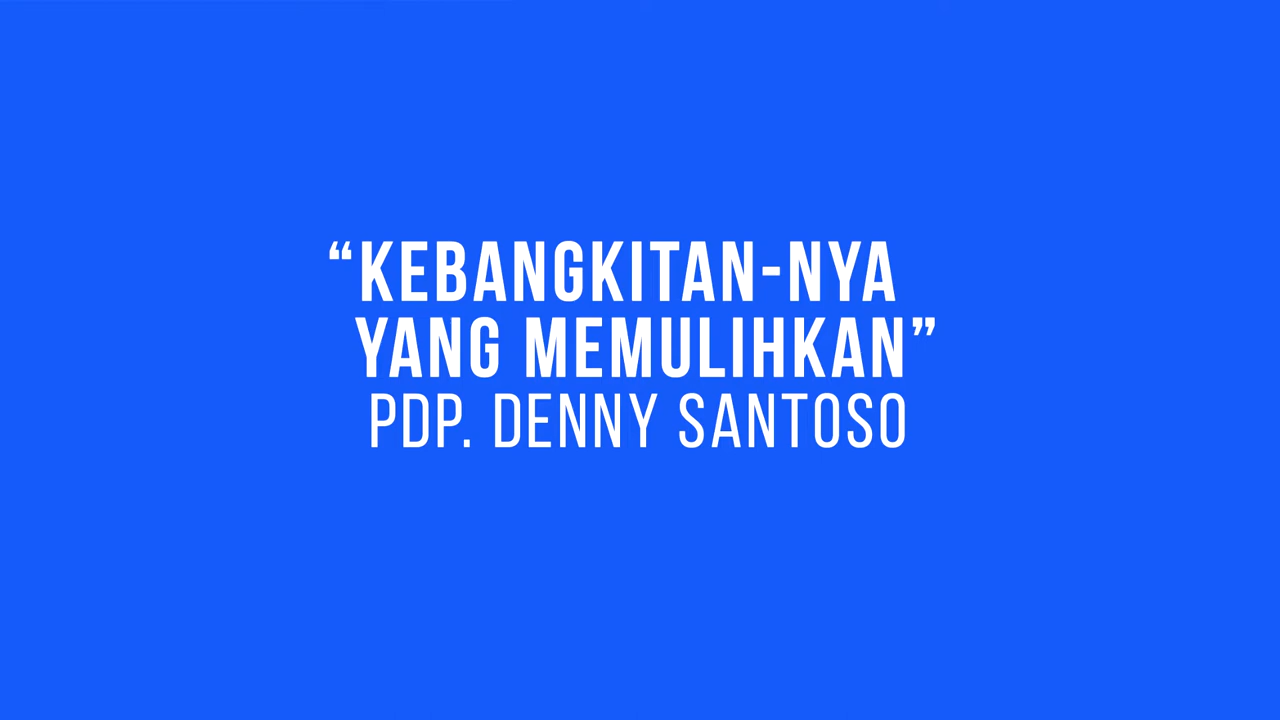 “KEBANGKITAN-NYA
YANG MEMULIHKAN”
PDP. DENNY SANTOSO